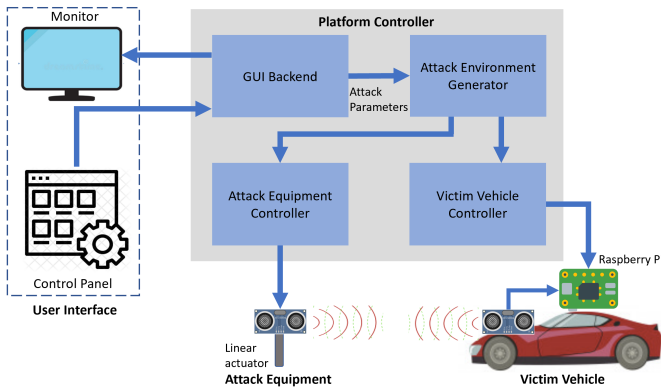 Monitor
Platform Controller
GUI Backend
Attack Environment
Generator
Attack
Parameters
Attack Equipment
Controller
Victim Vehicle
Controller
Control Panel
User Interface
Raspberry P
Linear
actuator
Attack Equipment
Victim Vehicle